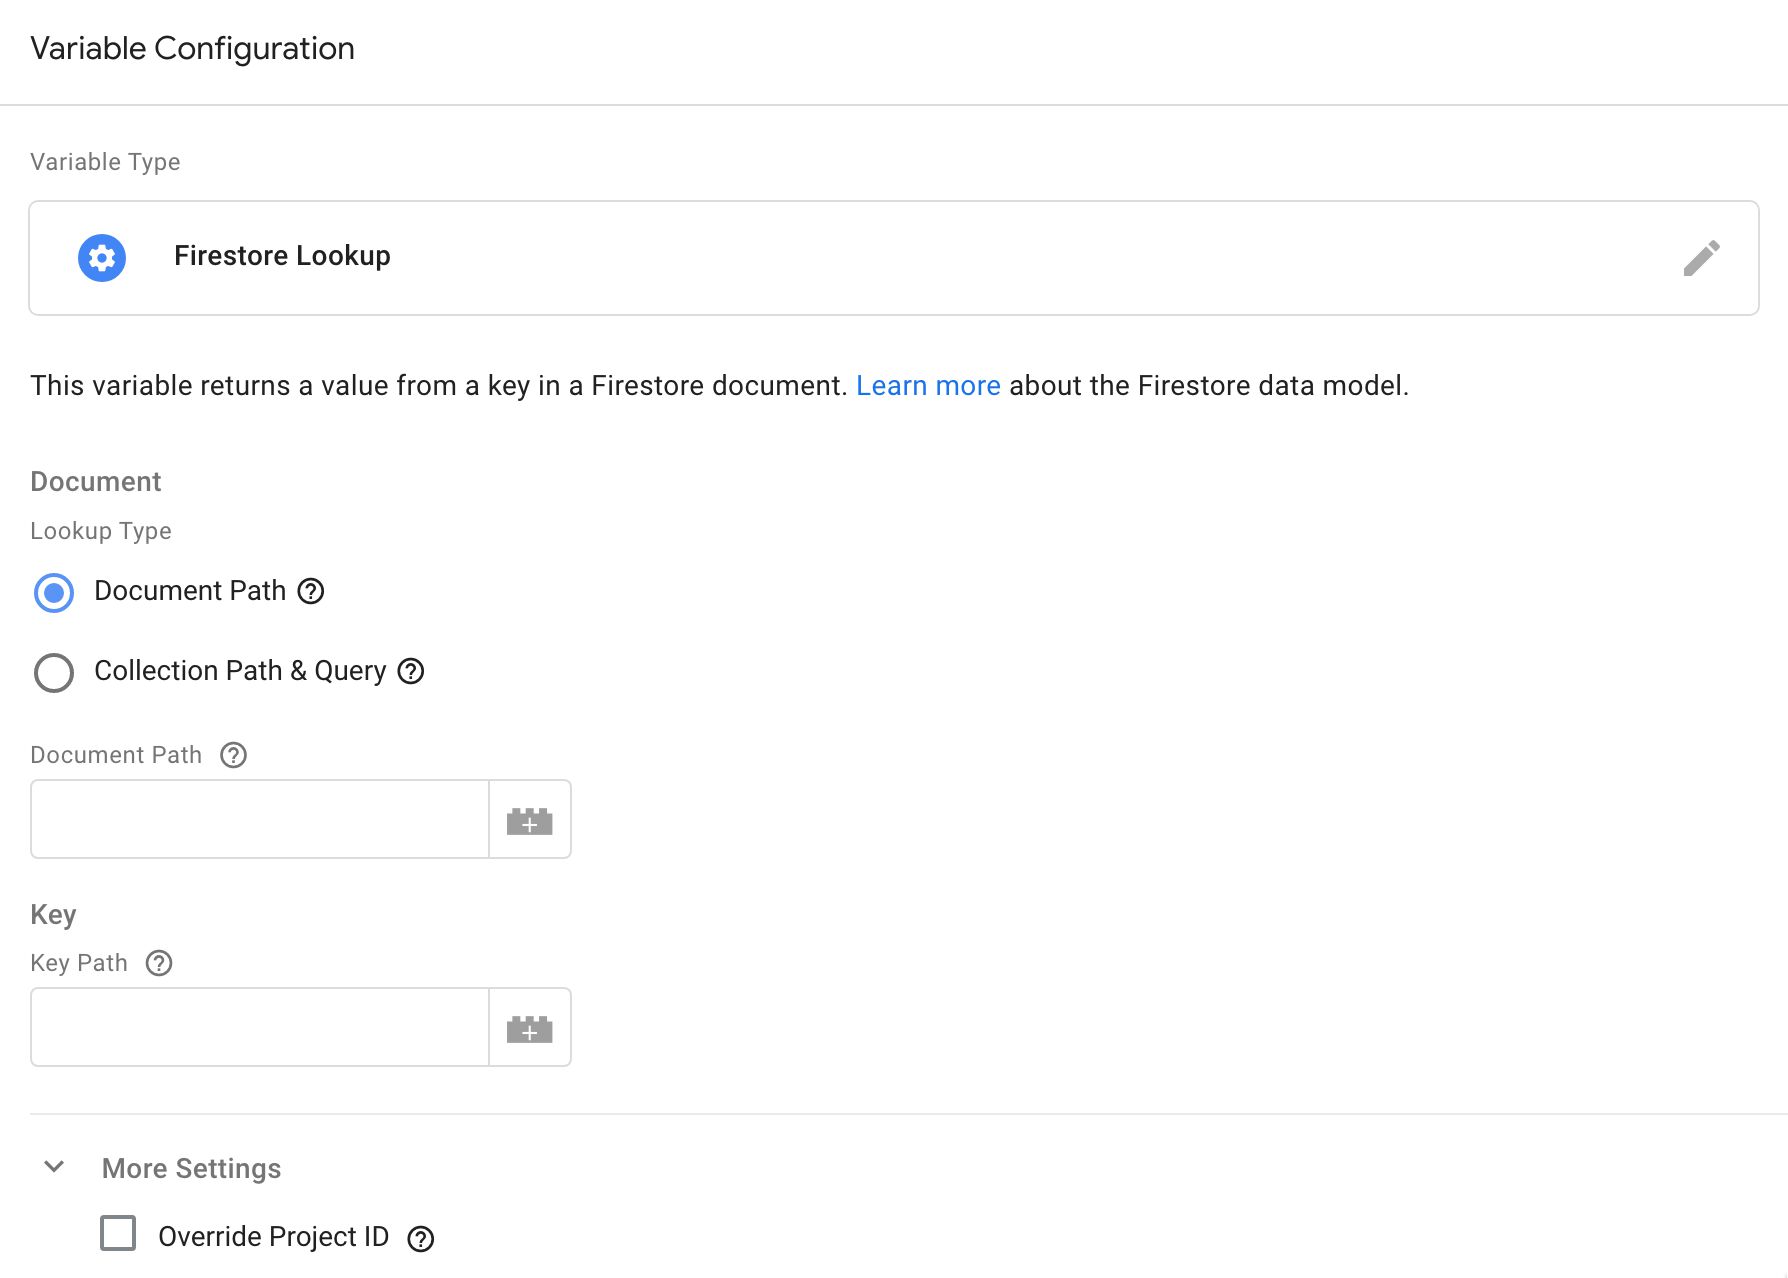 Variable Configuration
Variable Type
Firestore Lookup
This variable returns a value from a key in a Firestore document. Learn more about the Firestore data model.
Document
Lookup Type
Document Path
Collection Path & Query
Document Path
Key
Key Path
More Settings
Override Project ID